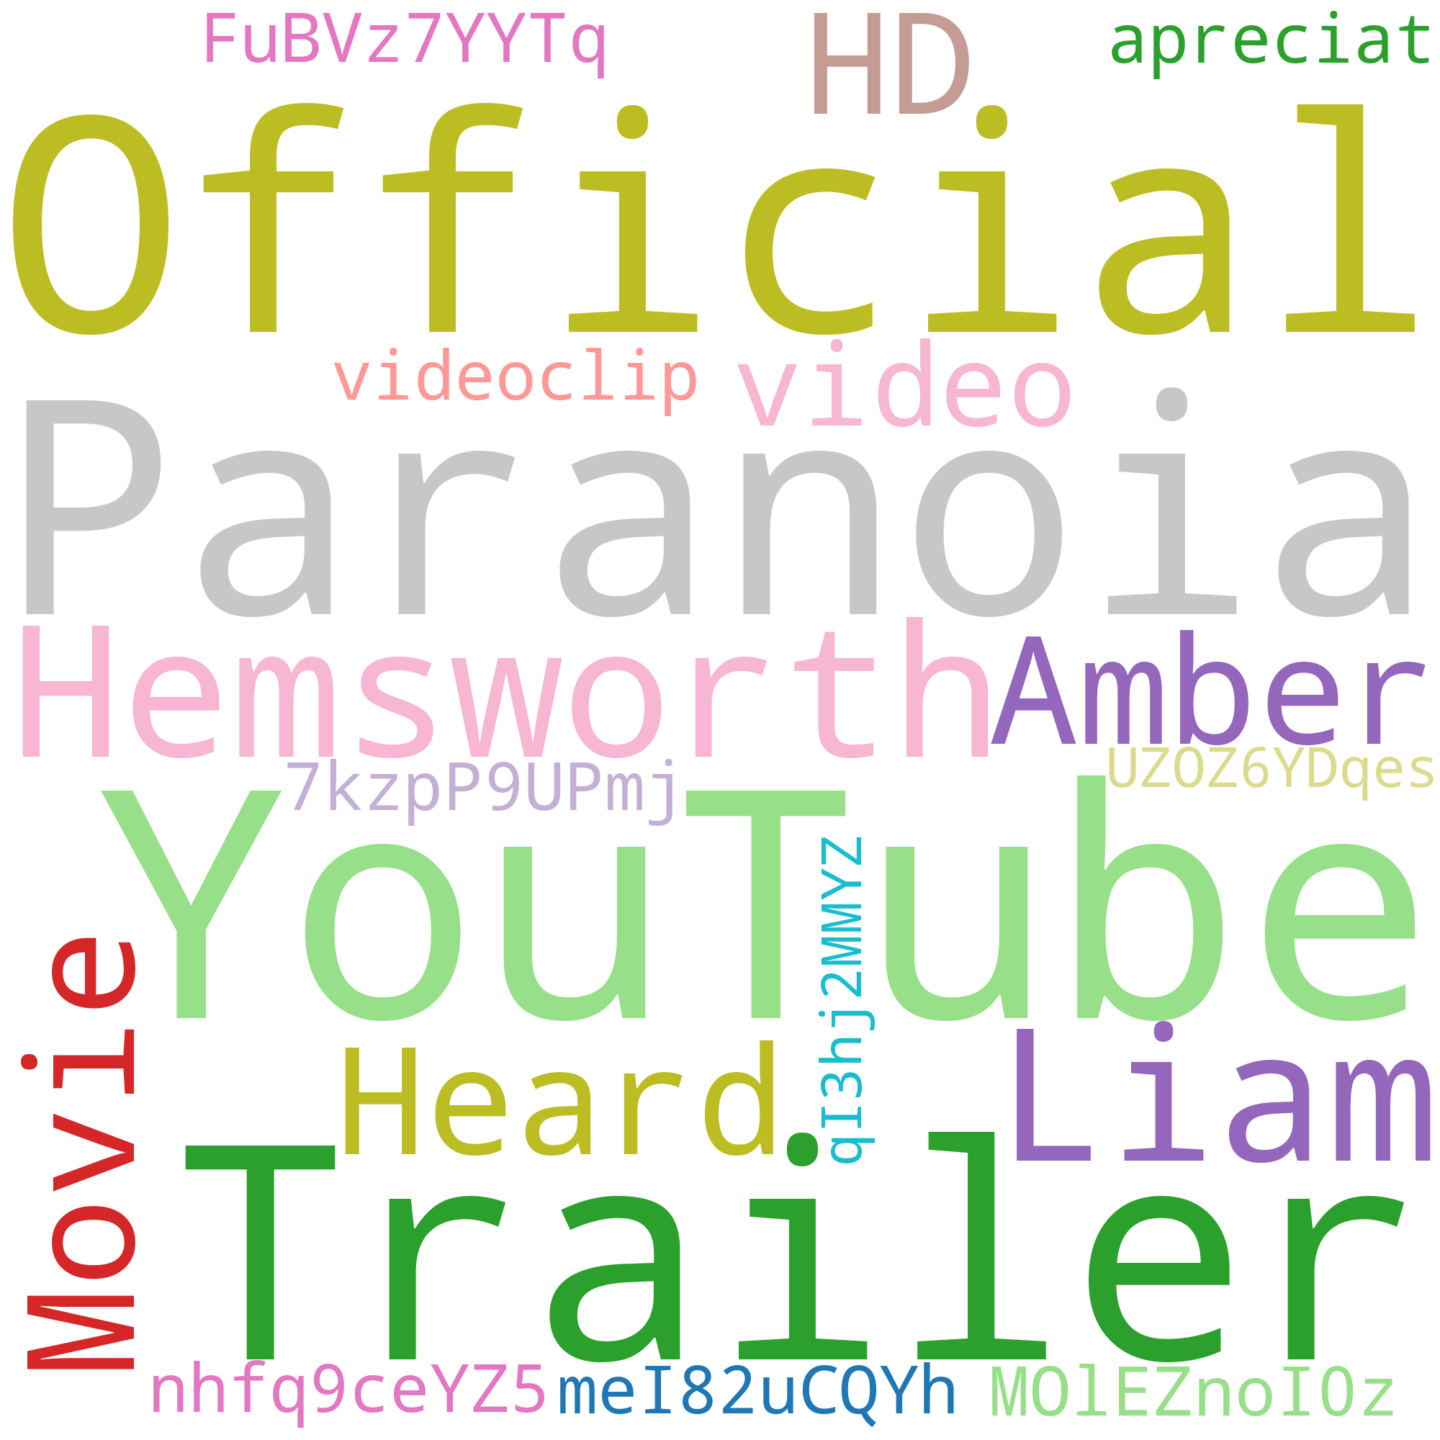 FuBVz7YYTq HD apreciat
Official
videoclip video
Paranoia
Hemsworth Amber
7kzpP9UPmj UZOZ6YDqes
YouTube
qI3hj2MMYZ
Movie
Heard Liam
Trailer
nhfq9ceYZ5 meI82uCQYh MOlEZnoI0z